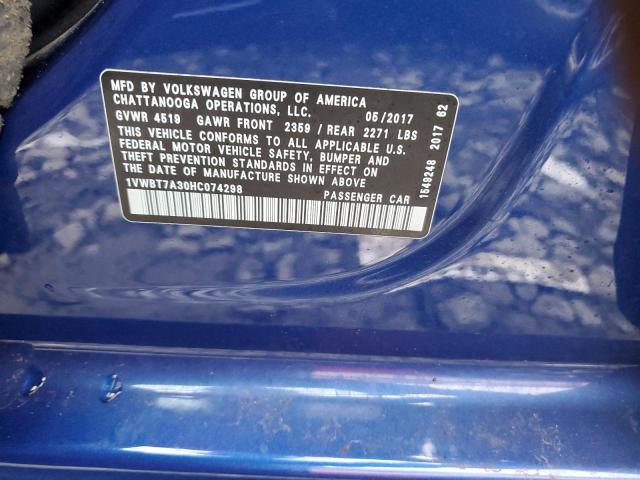 MFD BY VOLKSWAGEN GROUP OF AMERICA
CHATTANOOGA OPERATIONS, LLC. 05/2017
GVWR 4519 GAWR FRONT 2359 / REAR 2271 LBS
THIS VEHICLE CONFORMS TO ALL APPLICABLE U.S.
FEDERAL MOTOR VEHICLE SAFETY, BUMPER AND
THEFT PREVENTION STANDARDS IN EFFECT ON
THE DATE OF MANUFACTURE SHOWN ABOVE
1VWBT7A30HC074298 PASSENGER CAR
1549248 2017 62